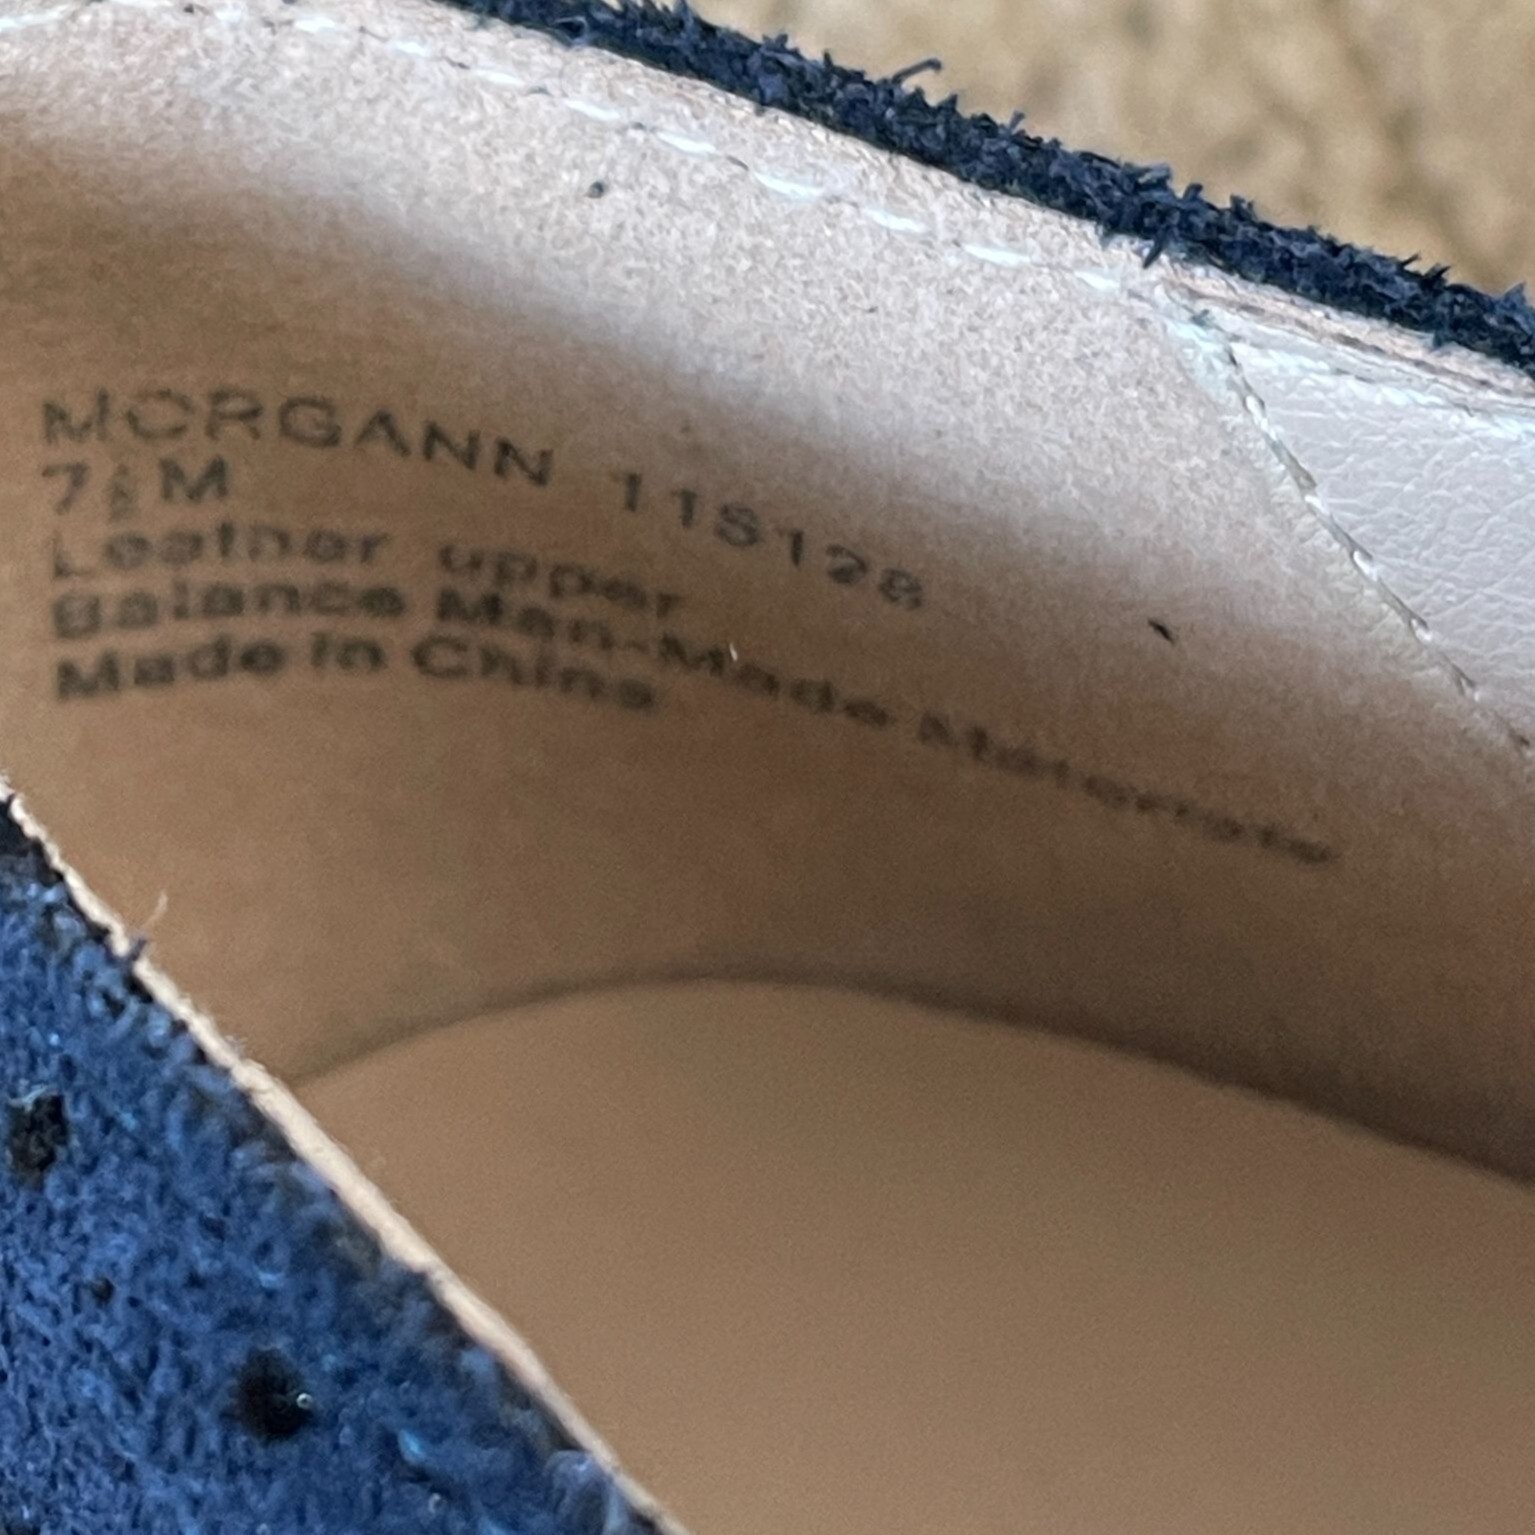 MORGANN 11S128
7½M
Leather upper
Balance Man-Made Materials
Made in China